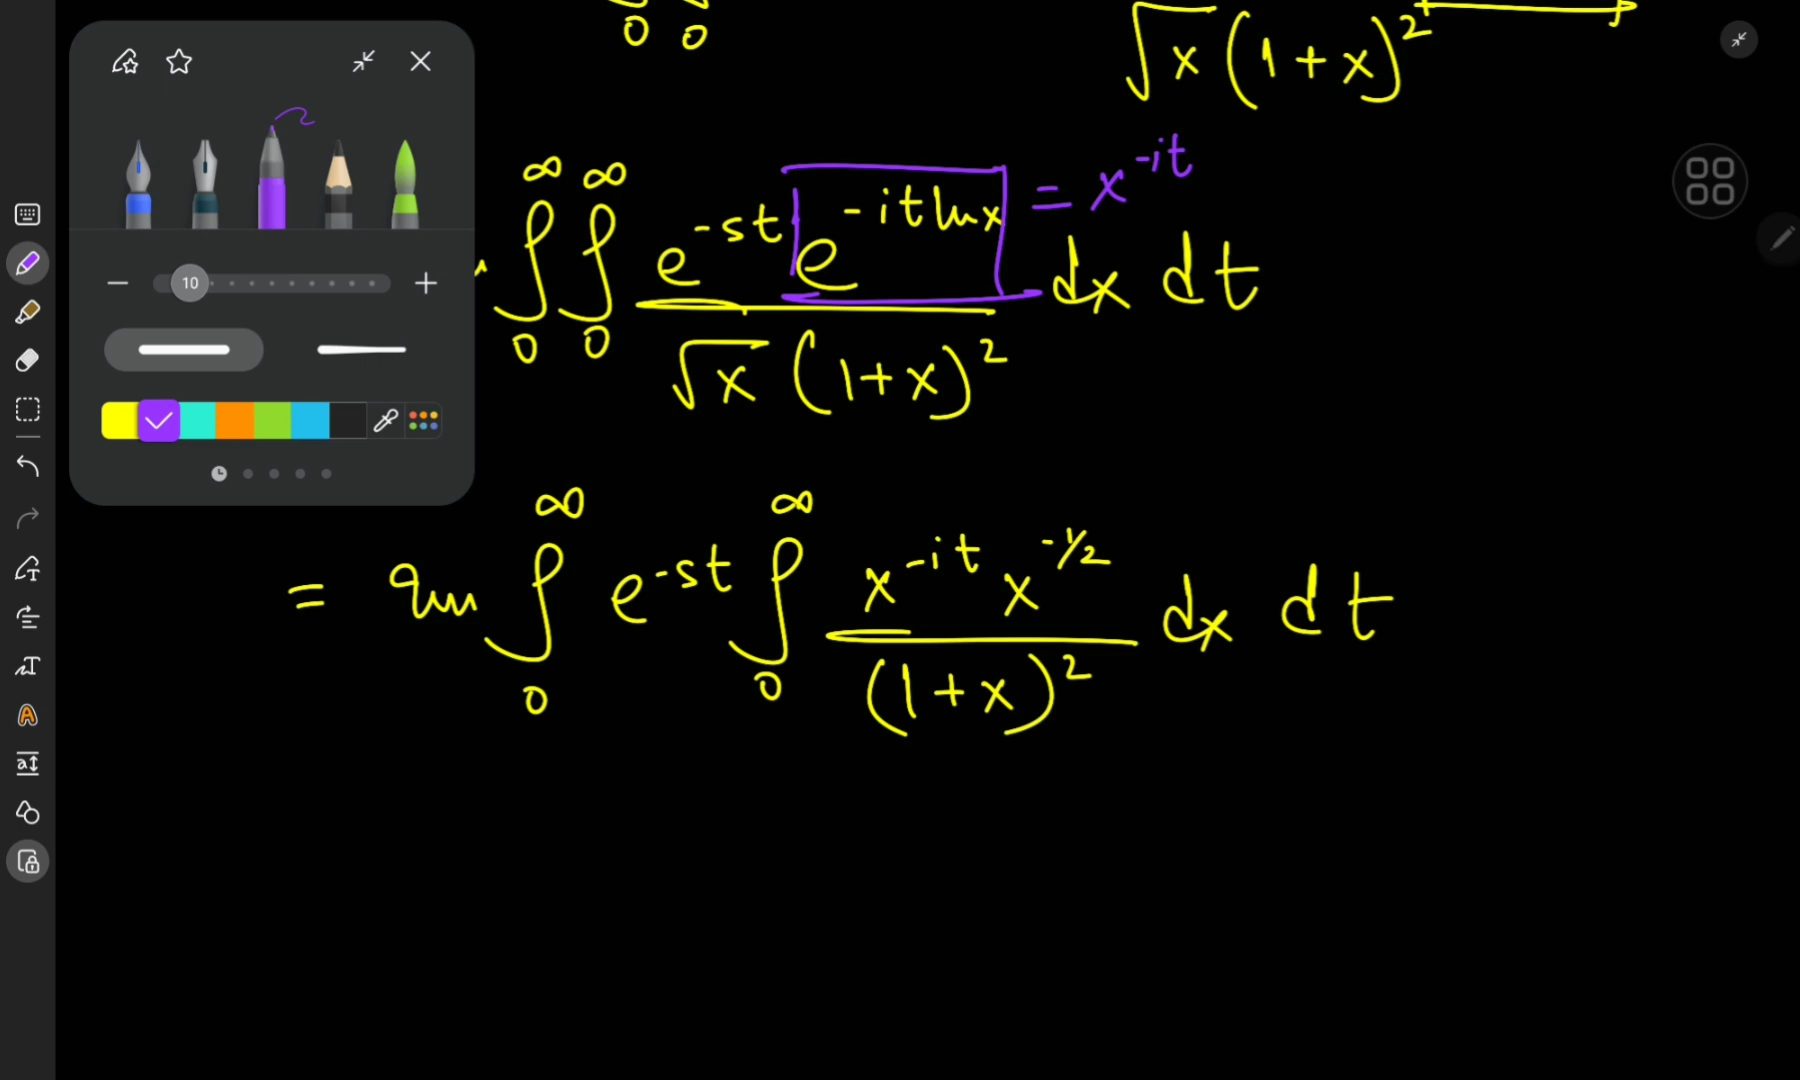 0 0
√x (1+x)²
∞ ∞
∫₀ ∫₀ e^{-st} e^{-it ln x} / √x (1+x)² dx dt = x^{-it}
10
= Im ∫₀^∞ e^{-st} ∫₀^∞ x^{-it} x^{-1/2} / (1+x)² dx dt